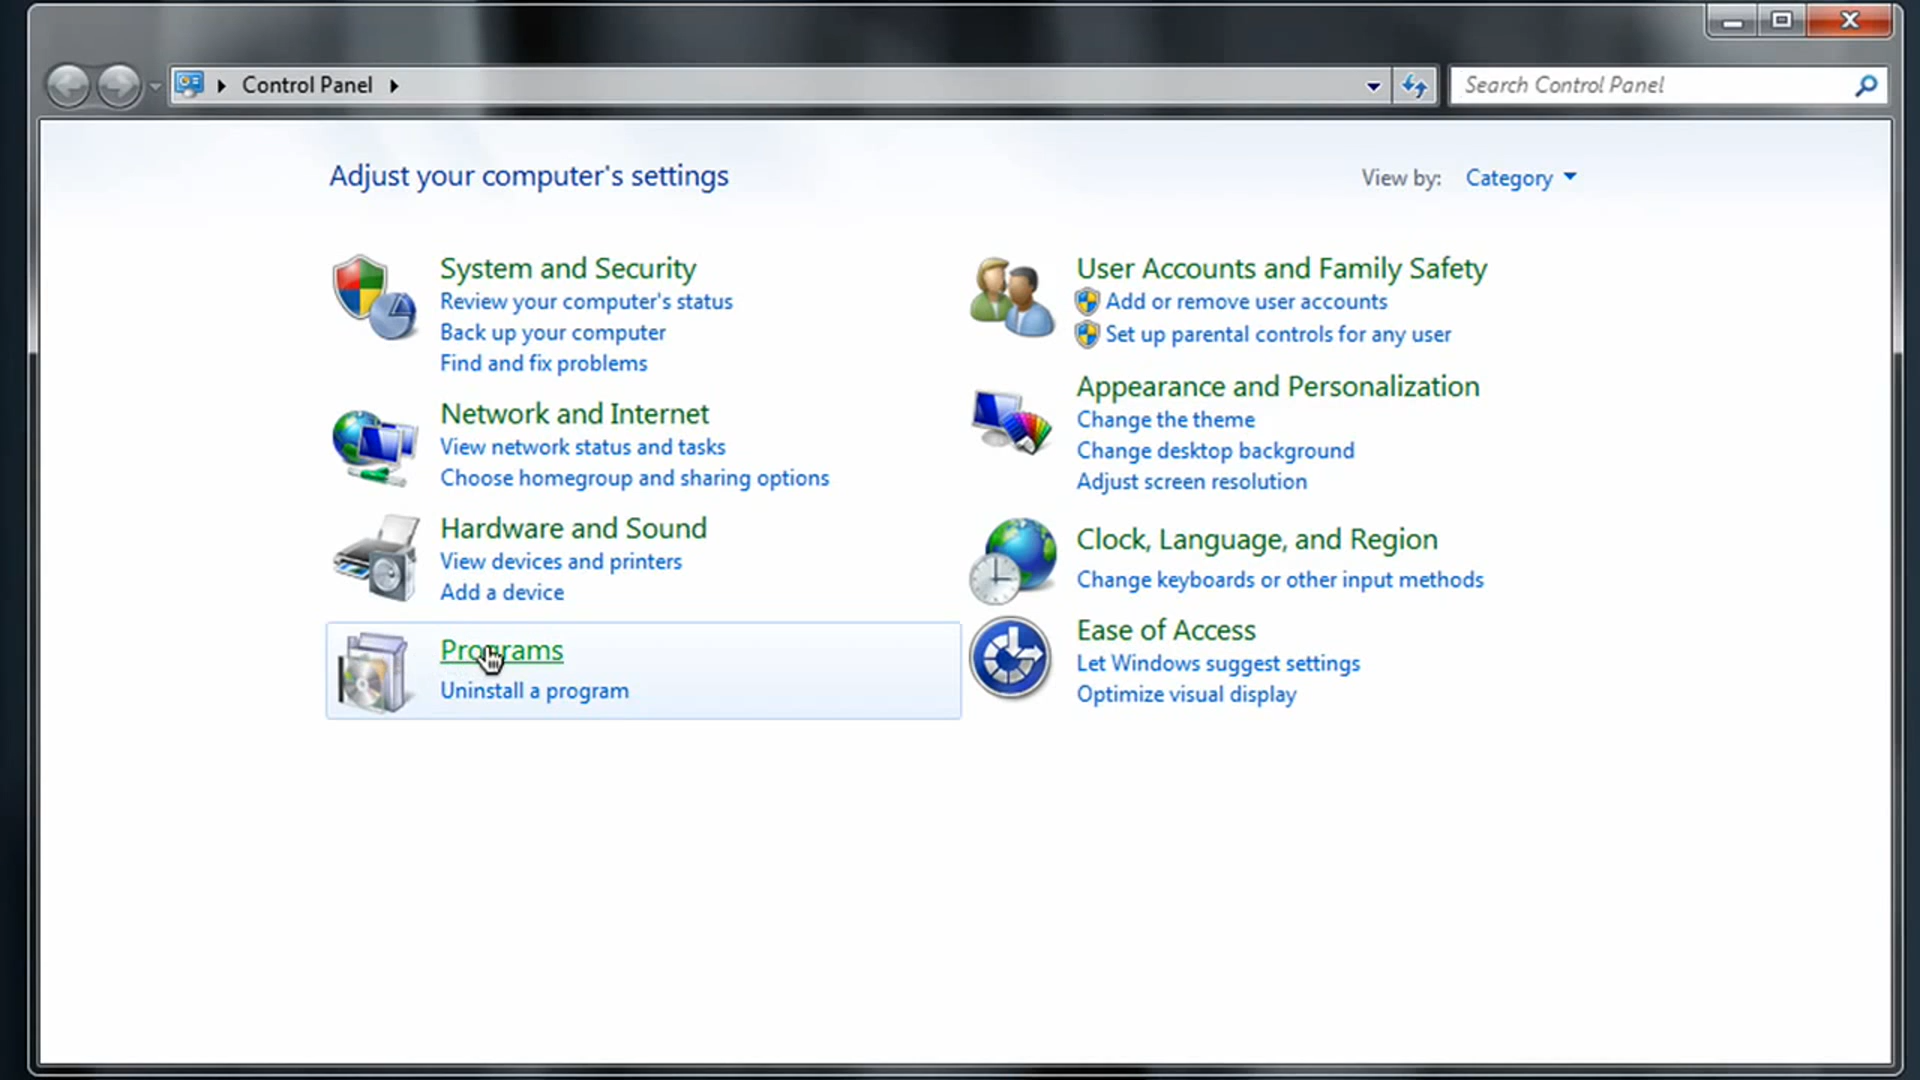 Control Panel
Search Control Panel
Adjust your computer's settings
View by: Category
System and Security
Review your computer's status
Back up your computer
Find and fix problems
Network and Internet
View network status and tasks
Choose homegroup and sharing options
Hardware and Sound
View devices and printers
Add a device
Programs
Uninstall a program
User Accounts and Family Safety
Add or remove user accounts
Set up parental controls for any user
Appearance and Personalization
Change the theme
Change desktop background
Adjust screen resolution
Clock, Language, and Region
Change keyboards or other input methods
Ease of Access
Let Windows suggest settings
Optimize visual display